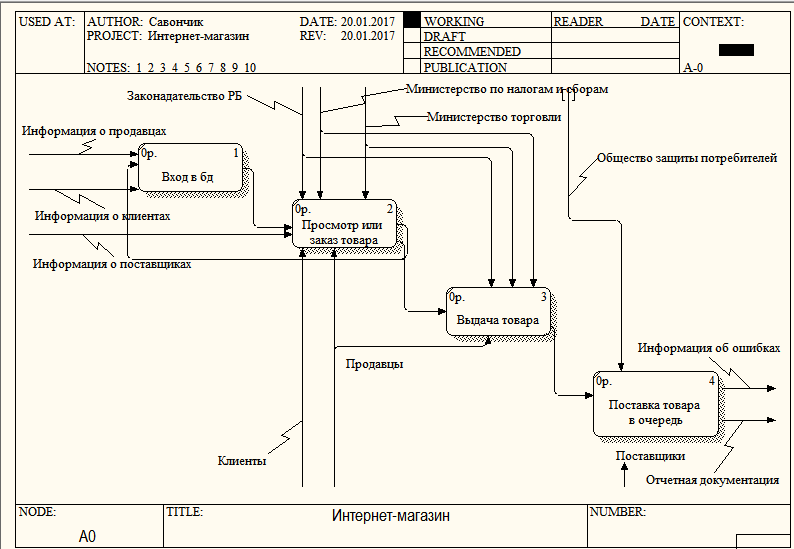 USED AT:
AUTHOR: Савончик
DATE: 20.01.2017
PROJECT: Интернет-магазин
REV: 20.01.2017
NOTES: 1 2 3 4 5 6 7 8 9 10
WORKING
DRAFT
RECOMMENDED
PUBLICATION
READER DATE
CONTEXT:
A-0
Законадательство РБ
Министерство по налогам и сборам
Министерство торговли
Информация о продавцах
0р. 1
Вход в бд
Общество защиты потребителей
Информация о клиентах
0р. 2
Просмотр или
заказ товара
Информация о поставщиках
0р. 3
Выдача товара
Продавцы
Информация об ошибках
0р. 4
Поставка товара
в очередь
Клиенты
Поставщики
Отчетная документация
NODE:
A0
TITLE:
Интернет-магазин
NUMBER: